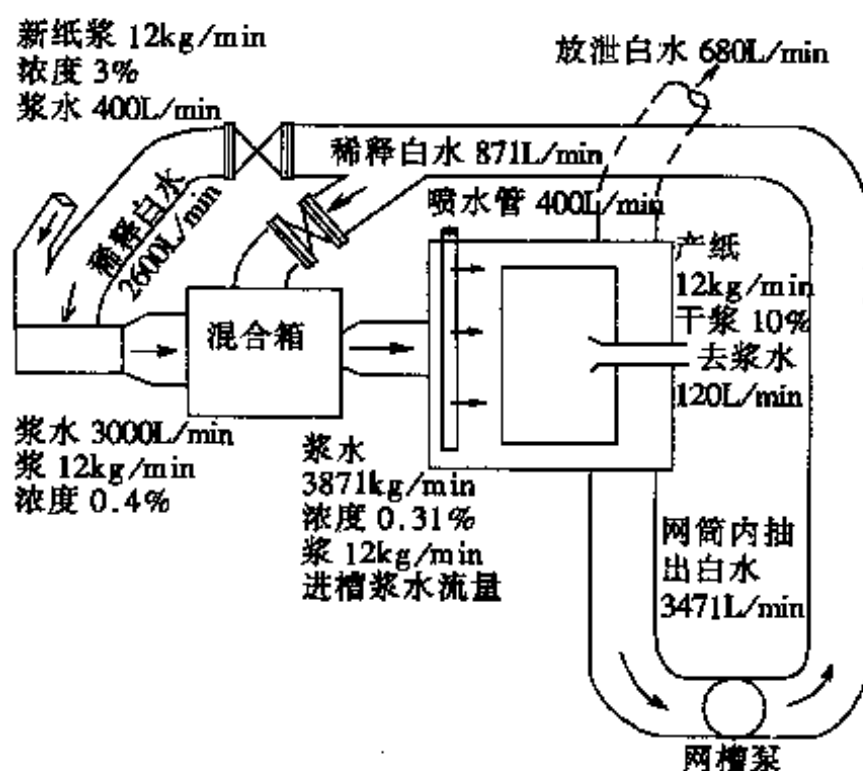 新纸浆 12kg/min
浓度 3%
浆水 400L/min
放泄白水 680L/min
稀释白水 871L/min
稀释白水
2600L/min
喷水管 400L/min
产纸
12kg/min
干浆 10%
去浆水
120L/min
混合箱
浆水 3000L/min
浆 12kg/min
浓度 0.4%
浆水
3871kg/min
浓度 0.31%
浆 12kg/min
进槽浆水流量
网筒内抽
出白水
3471L/min
网槽泵